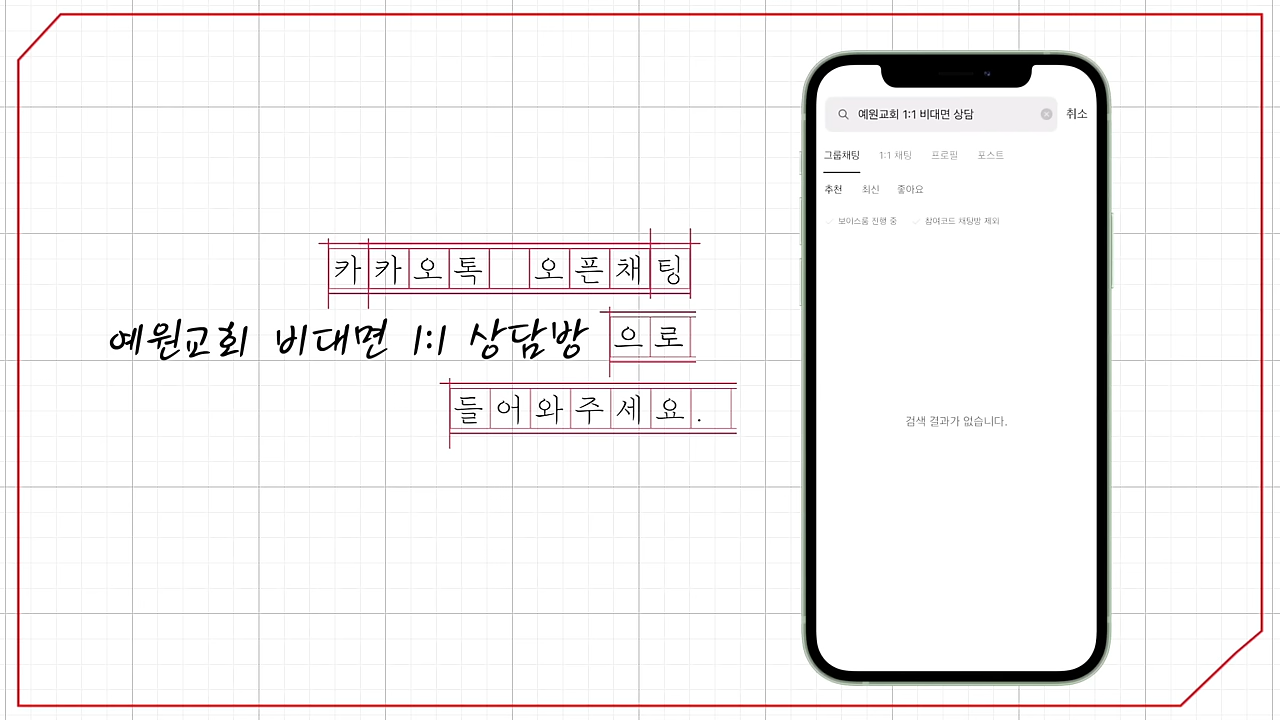 카카오톡 오픈채팅
예원교회 비대면 1:1 상담방으로
들어와주세요.
예원교회 1:1 비대면 상담 취소
그룹채팅 1:1 채팅 프로필 포스트
추천 최신 좋아요
보이스룸 진행 중 참여코드 채팅방 제외
검색 결과가 없습니다.